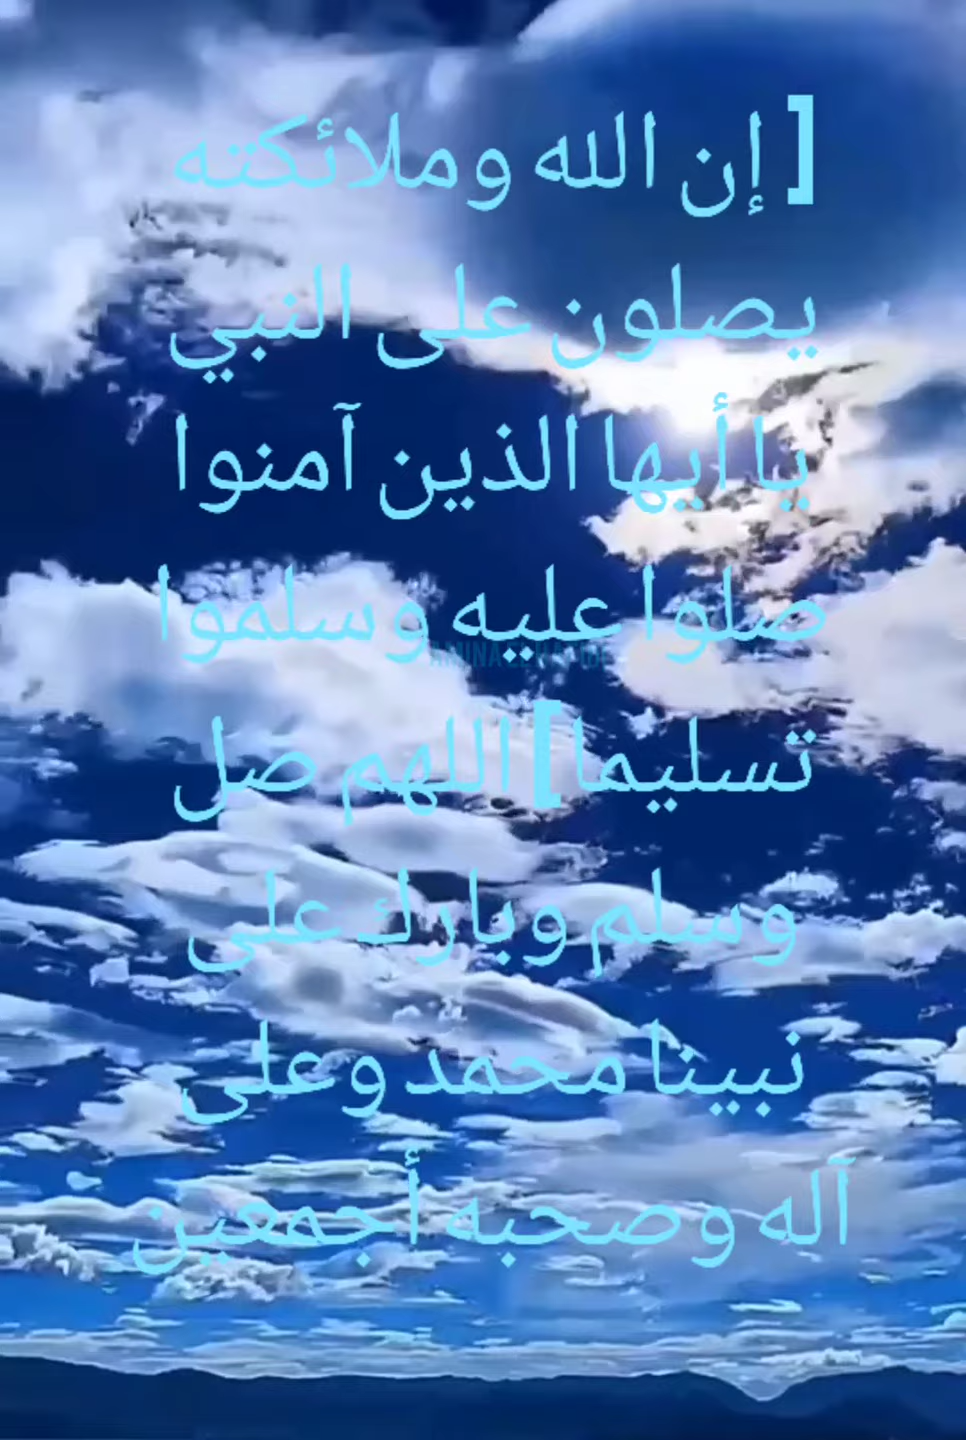 [ إن الله وملائكته
يصلون على النبي
يا أيها الذين آمنوا
صلوا عليه وسلموا
تسليما] اللهم صل
وسلم وبارك على
نبينا محمد وعلى
آله وصحبه أجمعين